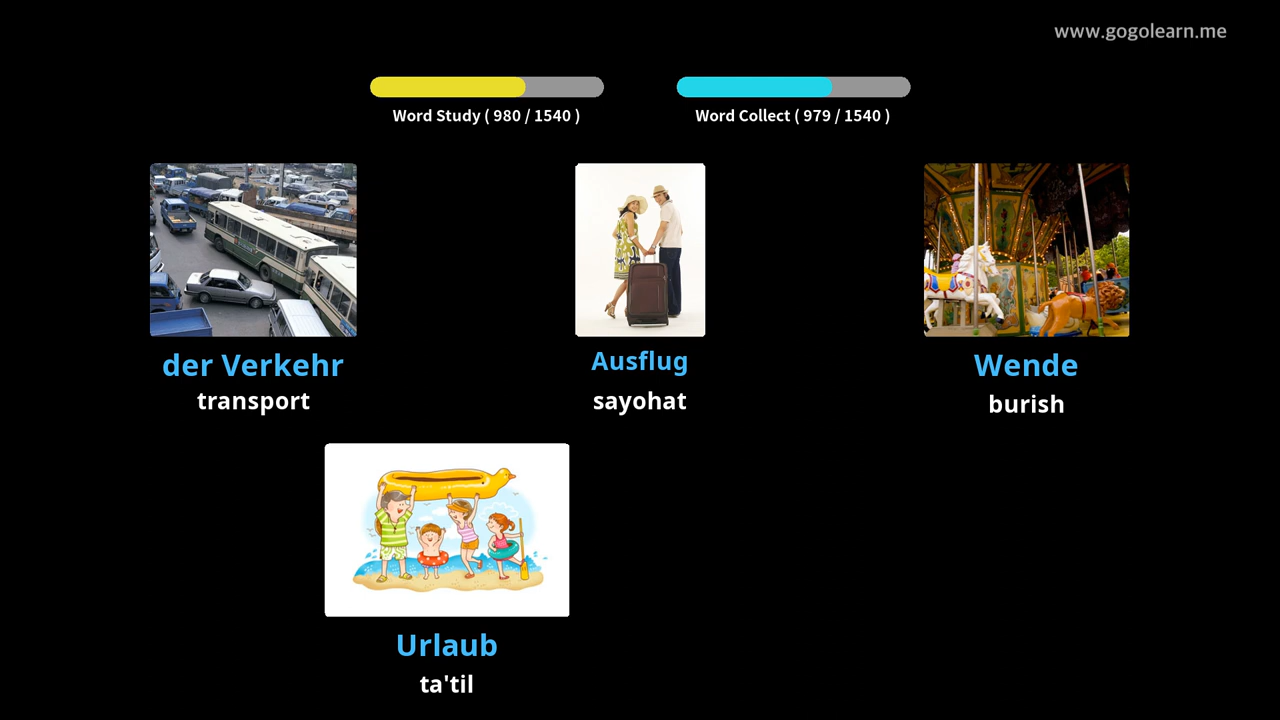 www.gogolearn.me
Word Study ( 980 / 1540 )
Word Collect ( 979 / 1540 )
der Verkehr
transport
Ausflug
sayohat
Wende
burish
Urlaub
ta'til